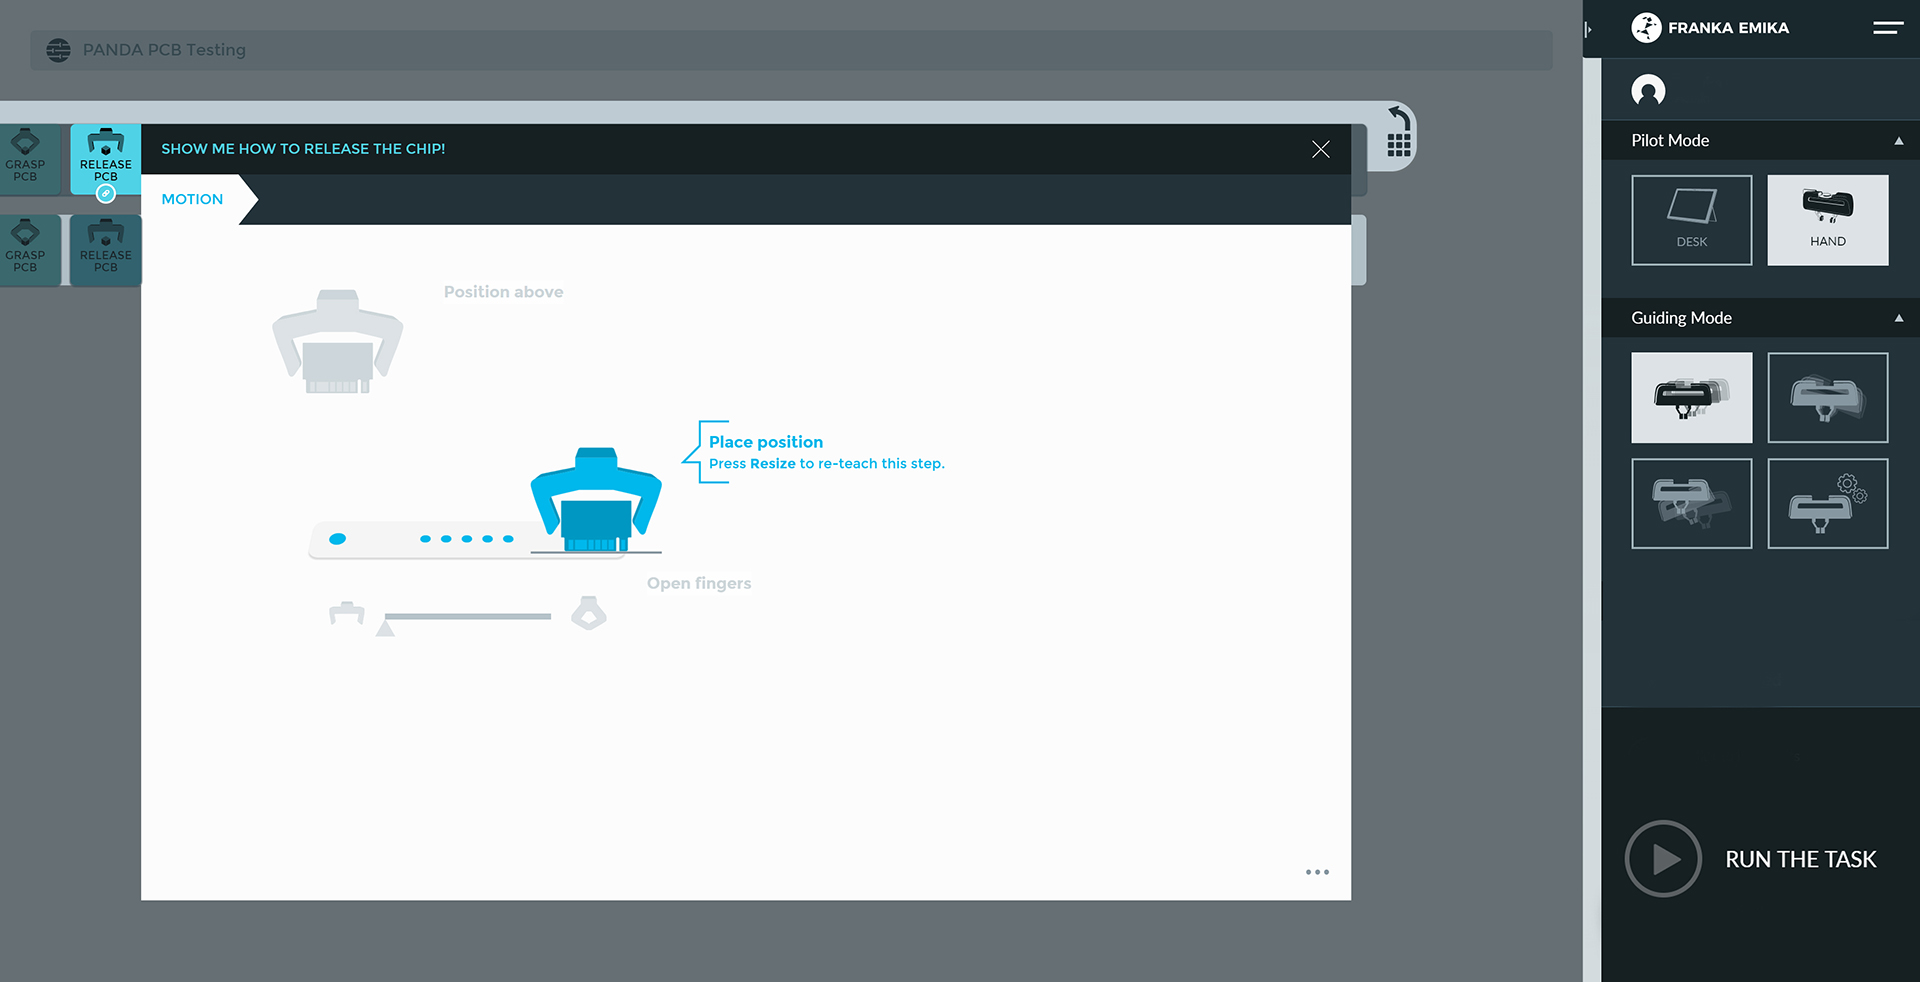 PANDA PCB Testing
GRASP
PCB
RELEASE
PCB
GRASP
PCB
RELEASE
PCB
SHOW ME HOW TO RELEASE THE CHIP!
MOTION
Position above
Place position
Press Resize to re-teach this step.
Open fingers
FRANKA EMIKA
Pilot Mode
DESK
HAND
Guiding Mode
RUN THE TASK